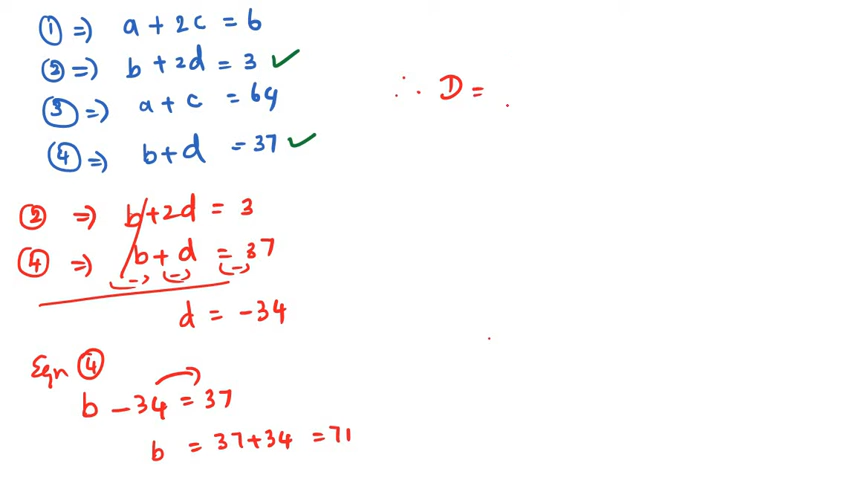 ① => a + 2c = 6
② => b + 2d = 3 ✓
③ => a + c = 64
④ => b + d = 37 ✓
② => b + 2d = 3
④ => b + d = 37
(-) (-) (-)
d = -34
Eqn ④
b - 34 = 37
b = 37 + 34 = 71
∴ D =